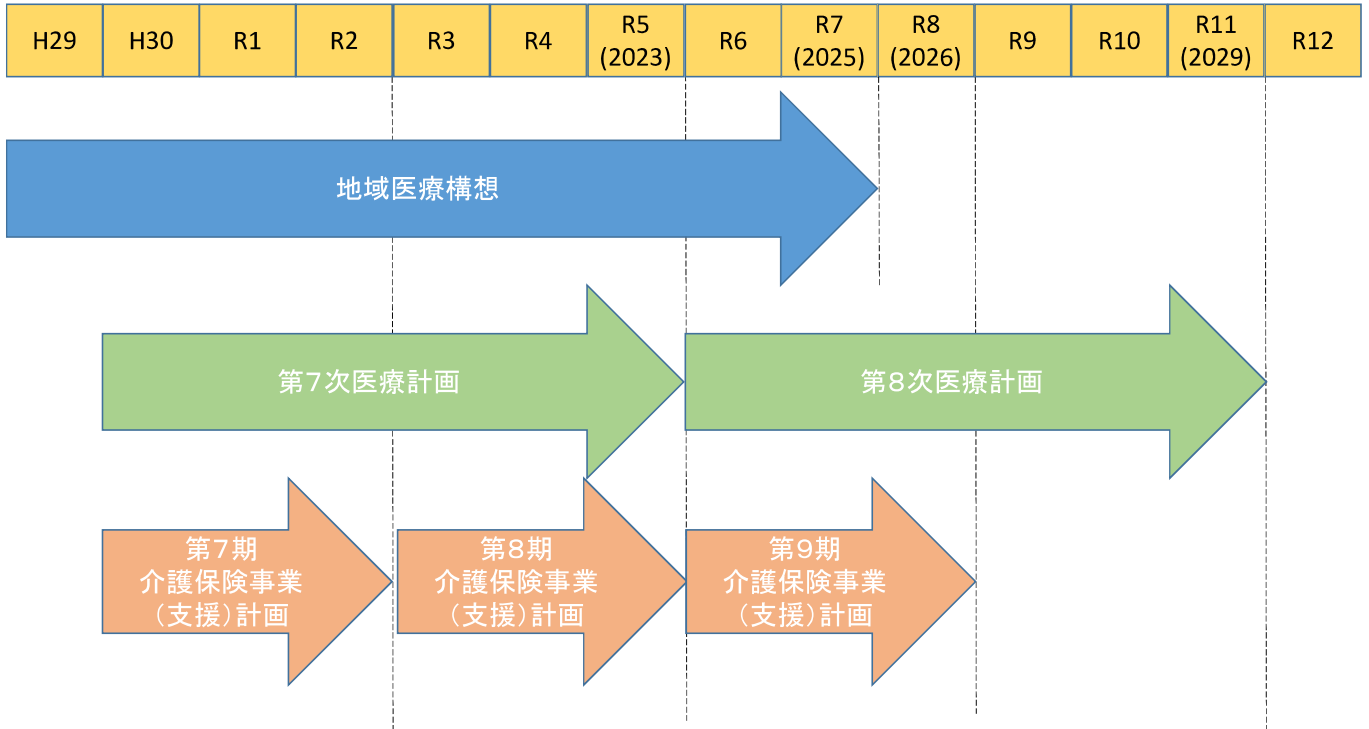 H29
H30
R1
R2
R3
R4
R5
(2023)
R6
R7
(2025)
R8
(2026)
R9
R10
R11
(2029)
R12
地域医療構想
第７次医療計画
第８次医療計画
第７期
介護保険事業
（支援）計画
第８期
介護保険事業
（支援）計画
第９期
介護保険事業
（支援）計画